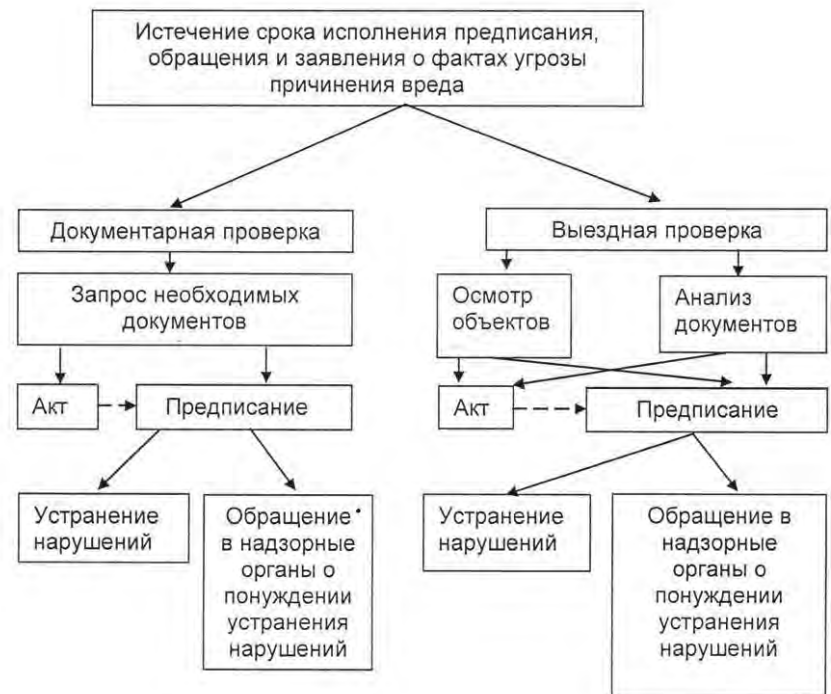 Истечение срока исполнения предписания,
обращения и заявления о фактах угрозы
причинения вреда
Документарная проверка
Выездная проверка
Запрос необходимых
документов
Осмотр
объектов
Анализ
документов
Акт
Предписание
Акт
Предписание
Устранение
нарушений
Обращение
в надзорные
органы о
понуждении
устранения
нарушений
Устранение
нарушений
Обращение в
надзорные
органы о
понуждении
устранения
нарушений